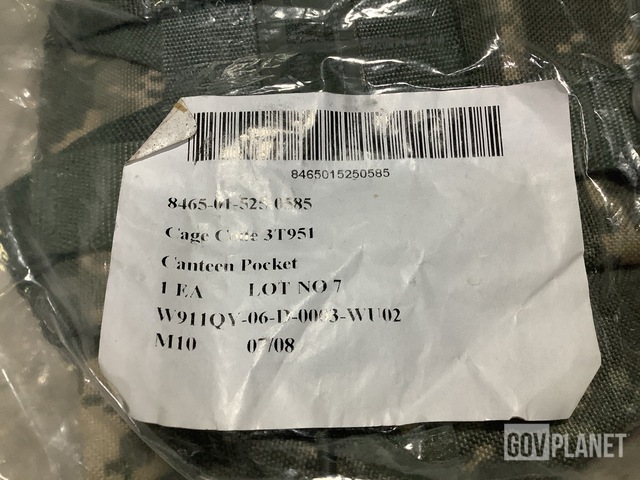 8465015250585
8465-01-525-0585
Cage Code 3T951
Canteen Pocket
1 EA LOT NO 7
W911QY-06-D-0003-WU02
M10 07/08
GOVPLANET